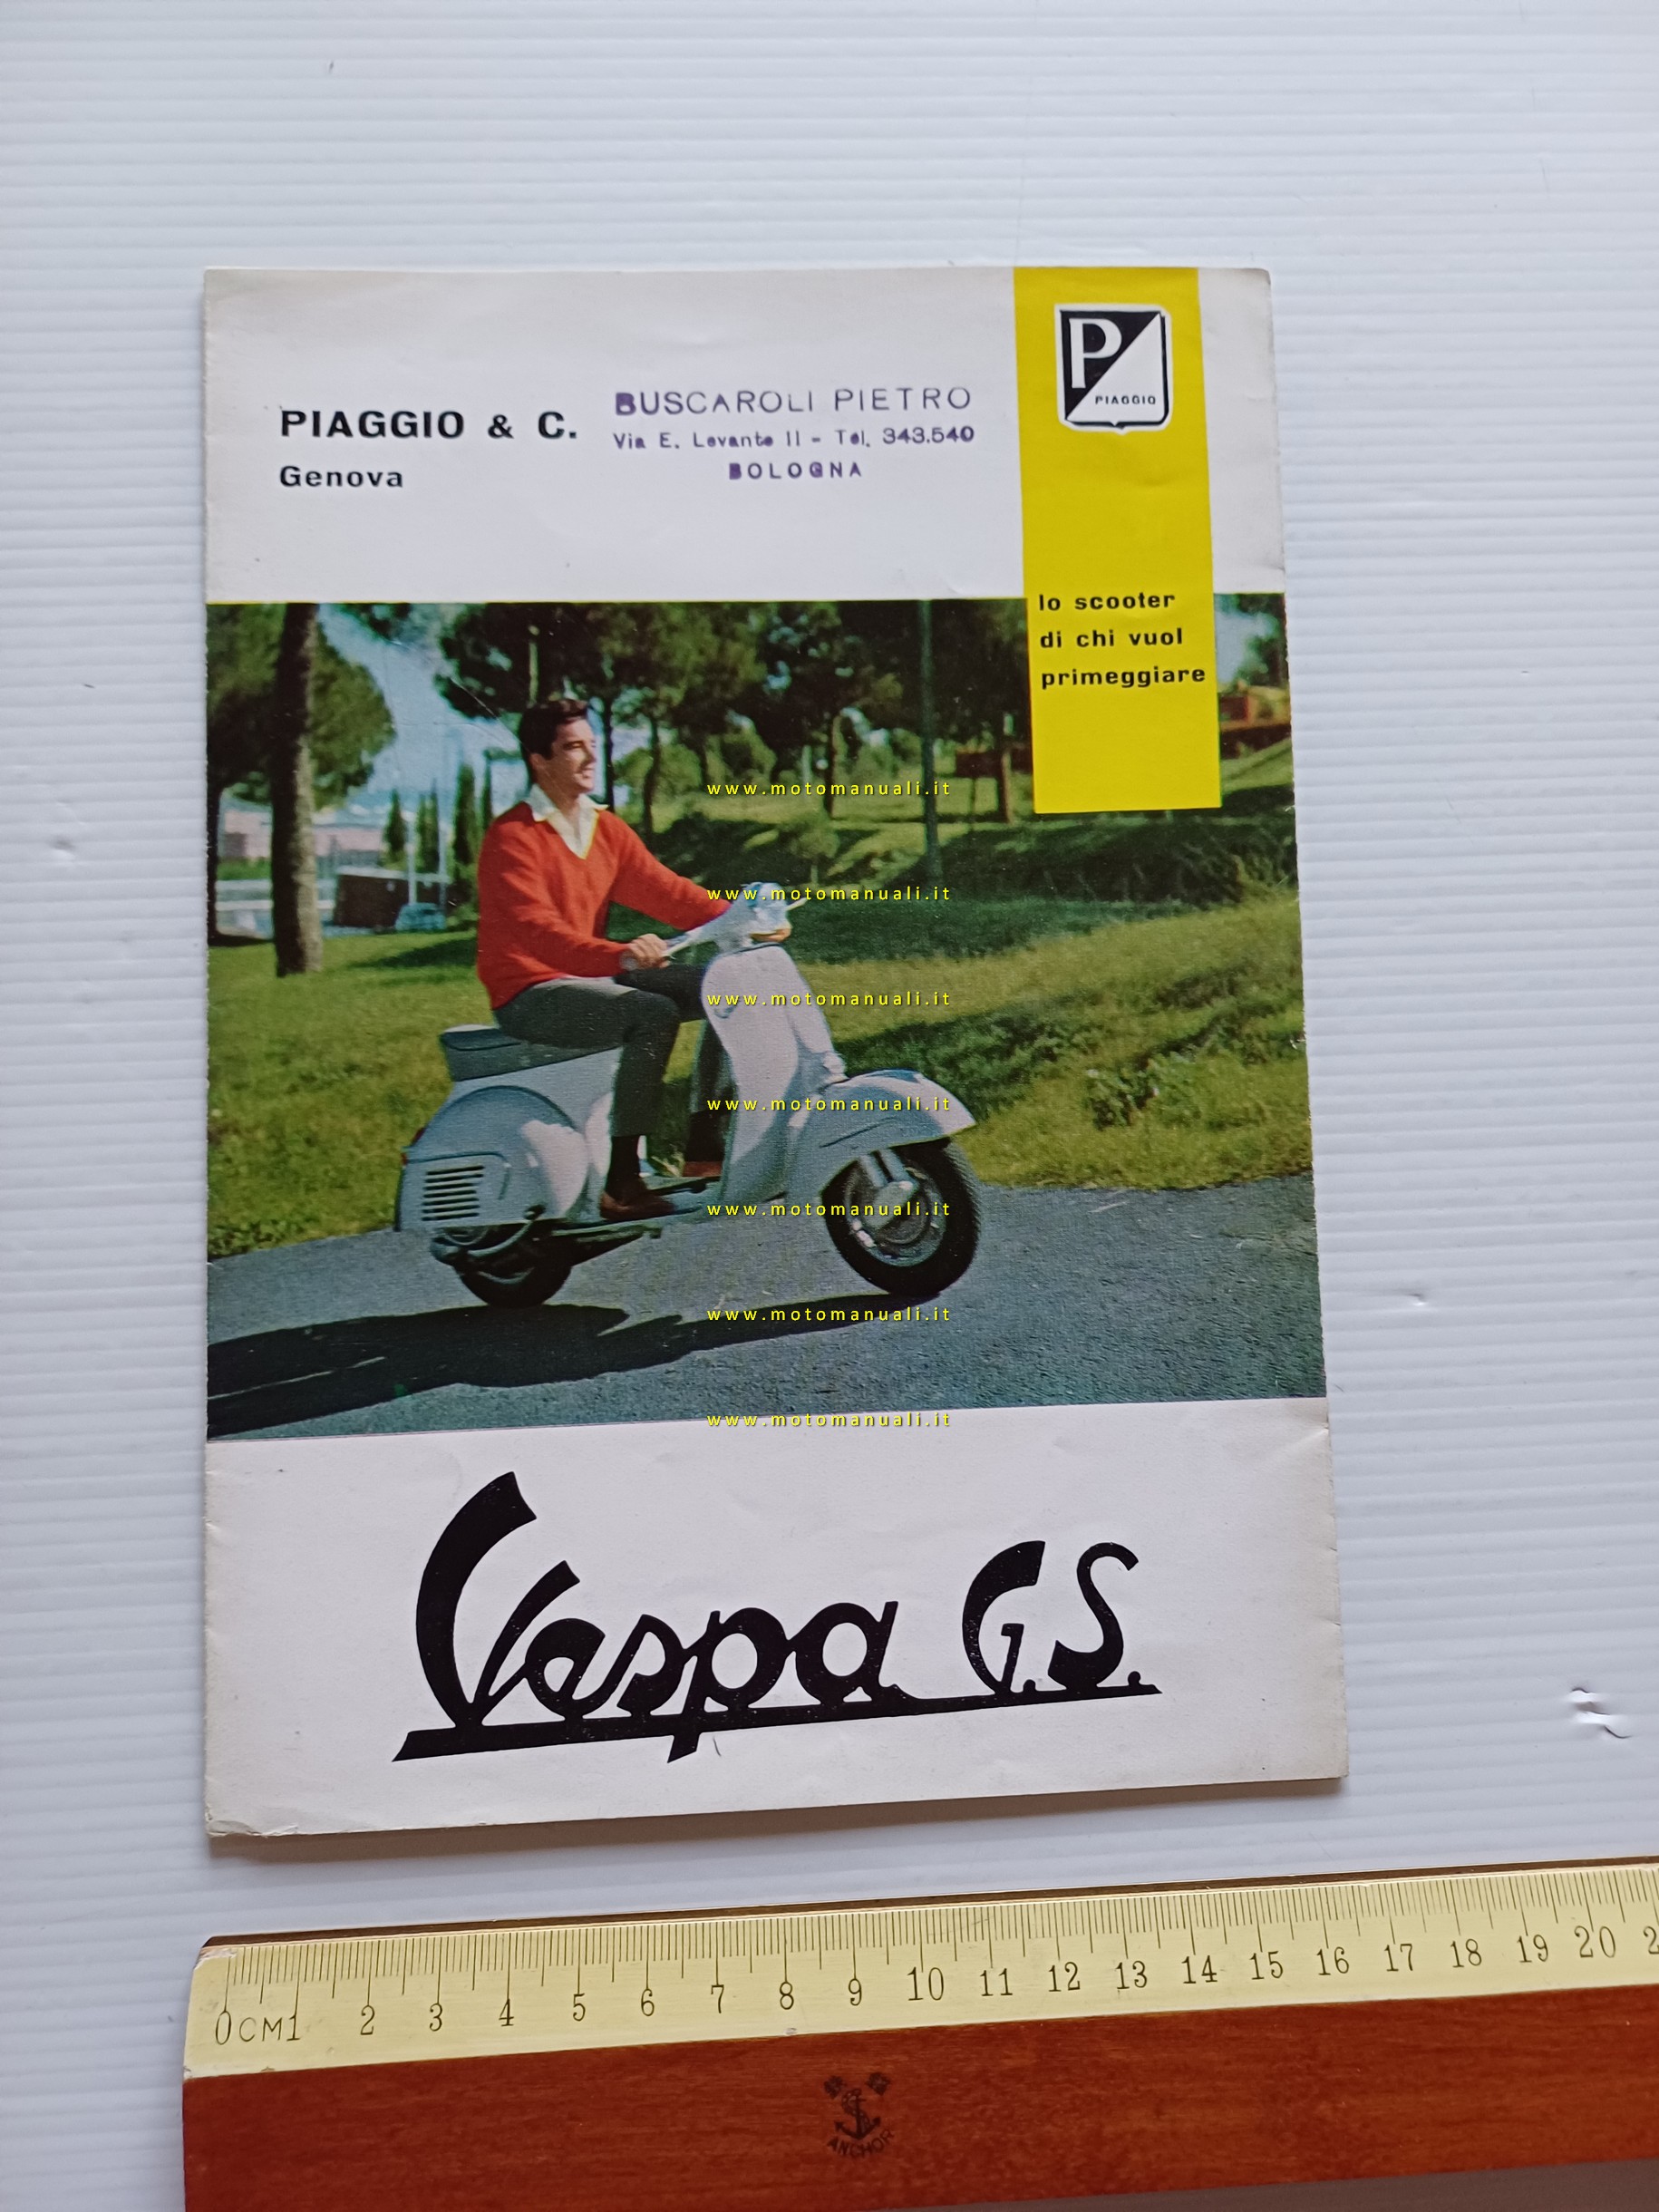 PIAGGIO & C.
Genova
BUSCAROLI PIETRO
Via E. Levante 11 - Tel. 343.540
BOLOGNA
P
PIAGGIO
lo scooter
di chi vuol
primeggiare
www.motomanuali.it
www.motomanuali.it
www.motomanuali.it
www.motomanuali.it
www.motomanuali.it
www.motomanuali.it
www.motomanuali.it
Vespa G.S.
0CM1 2 3 4 5 6 7 8 9 10 11 12 13 14 15 16 17 18 19 20 2
ANCHOR